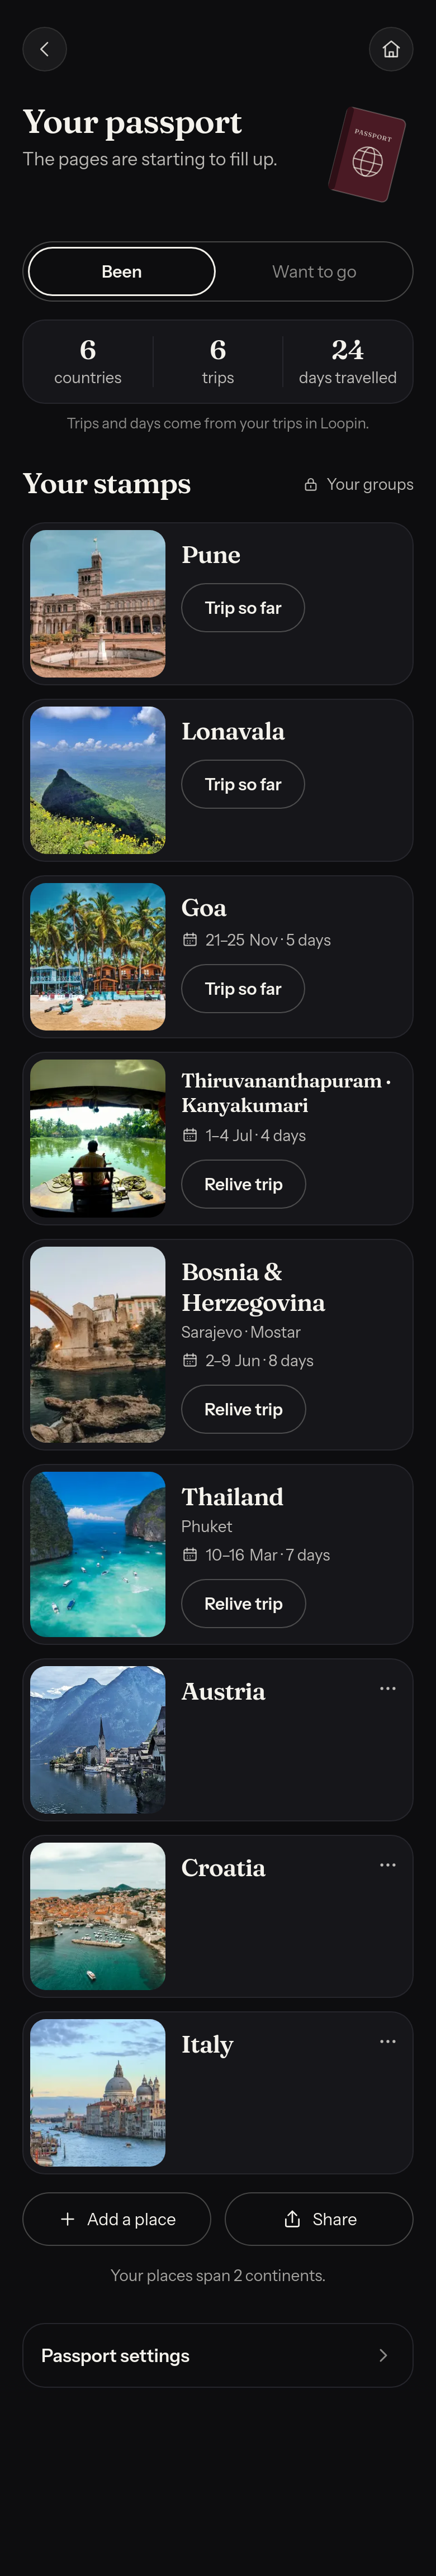 Your passport
The pages are starting to fill up.
PASSPORT
Been
Want to go
6
countries
6
trips
24
days travelled
Trips and days come from your trips in Loopin.
Your stamps
Your groups
Pune
Trip so far
Lonavala
Trip so far
Goa
21–25 Nov · 5 days
Trip so far
Thiruvananthapuram ·
Kanyakumari
1–4 Jul · 4 days
Relive trip
Bosnia &
Herzegovina
Sarajevo · Mostar
2–9 Jun · 8 days
Relive trip
Thailand
Phuket
10–16 Mar · 7 days
Relive trip
Austria
Croatia
Italy
Add a place
Share
Your places span 2 continents.
Passport settings